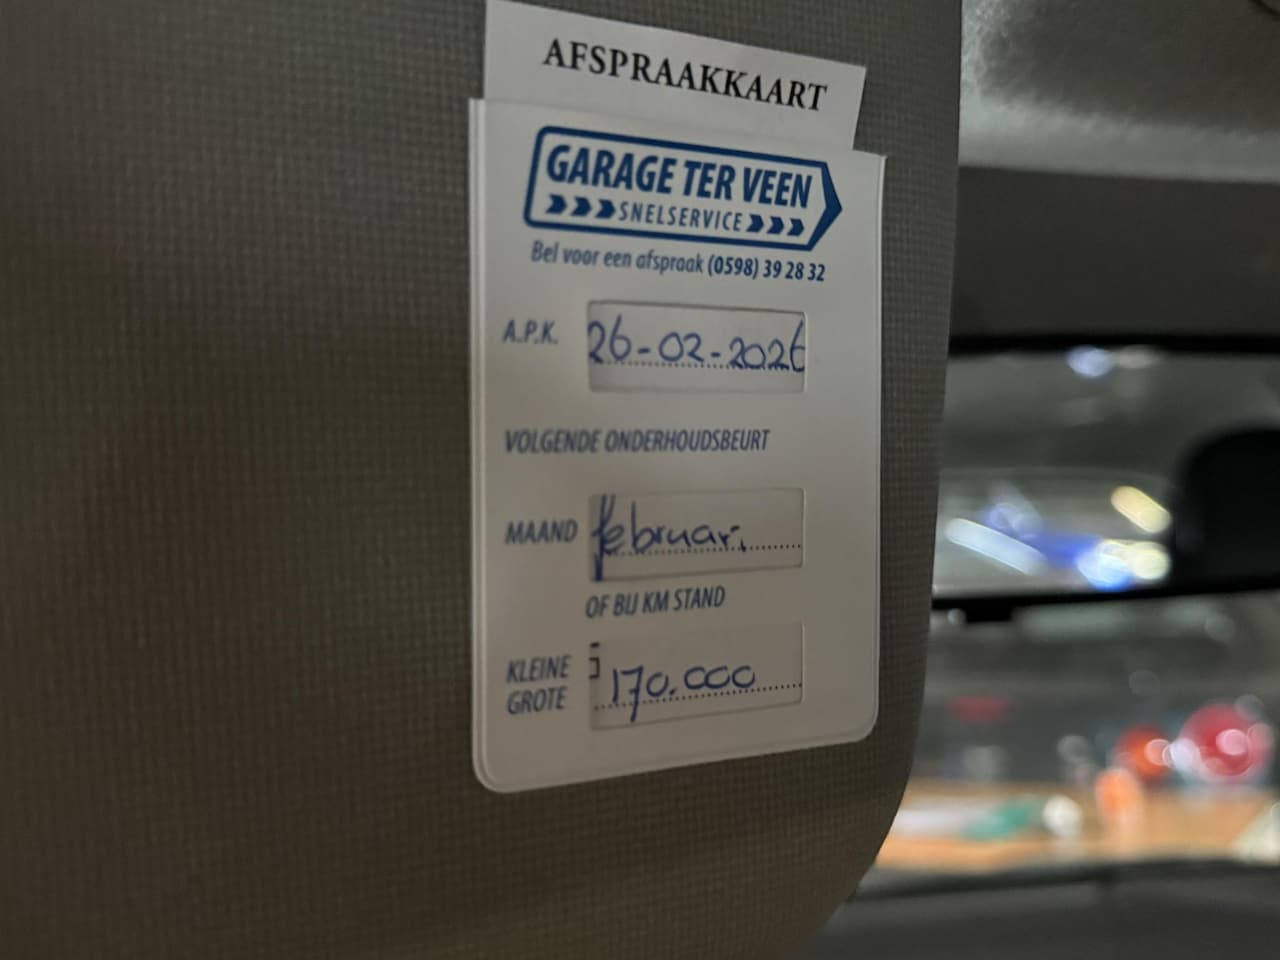 AFSPRAAKKAART
GARAGE TER VEEN
SNELSERVICE
Bel voor een afspraak (0598) 39 28 32
A.P.K. 26-02-2026
VOLGENDE ONDERHOUDSBEURT
MAAND februari
OF BIJ KM STAND
KLEINE
GROTE 170.000